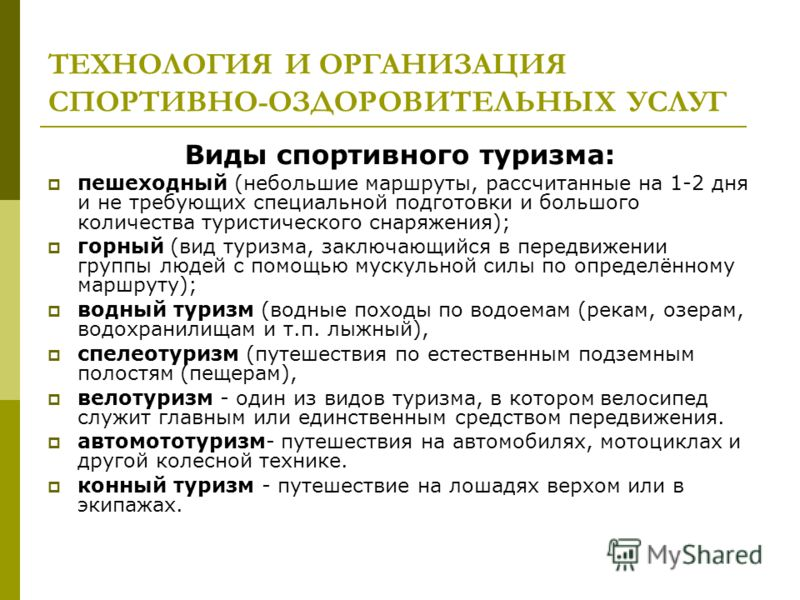 ТЕХНОЛОГИЯ И ОРГАНИЗАЦИЯ
СПОРТИВНО-ОЗДОРОВИТЕЛЬНЫХ УСЛУГ
Виды спортивного туризма:
пешеходный (небольшие маршруты, рассчитанные на 1-2 дня
и не требующих специальной подготовки и большого
количества туристического снаряжения);
горный (вид туризма, заключающийся в передвижении
группы людей с помощью мускульной силы по определённому
маршруту);
водный туризм (водные походы по водоемам (рекам, озерам,
водохранилищам и т.п. лыжный),
спелеотуризм (путешествия по естественным подземным
полостям (пещерам),
велотуризм - один из видов туризма, в котором велосипед
служит главным или единственным средством передвижения.
автомототуризм- путешествия на автомобилях, мотоциклах и
другой колесной технике.
конный туризм - путешествие на лошадях верхом или в
экипажах.
MyShared